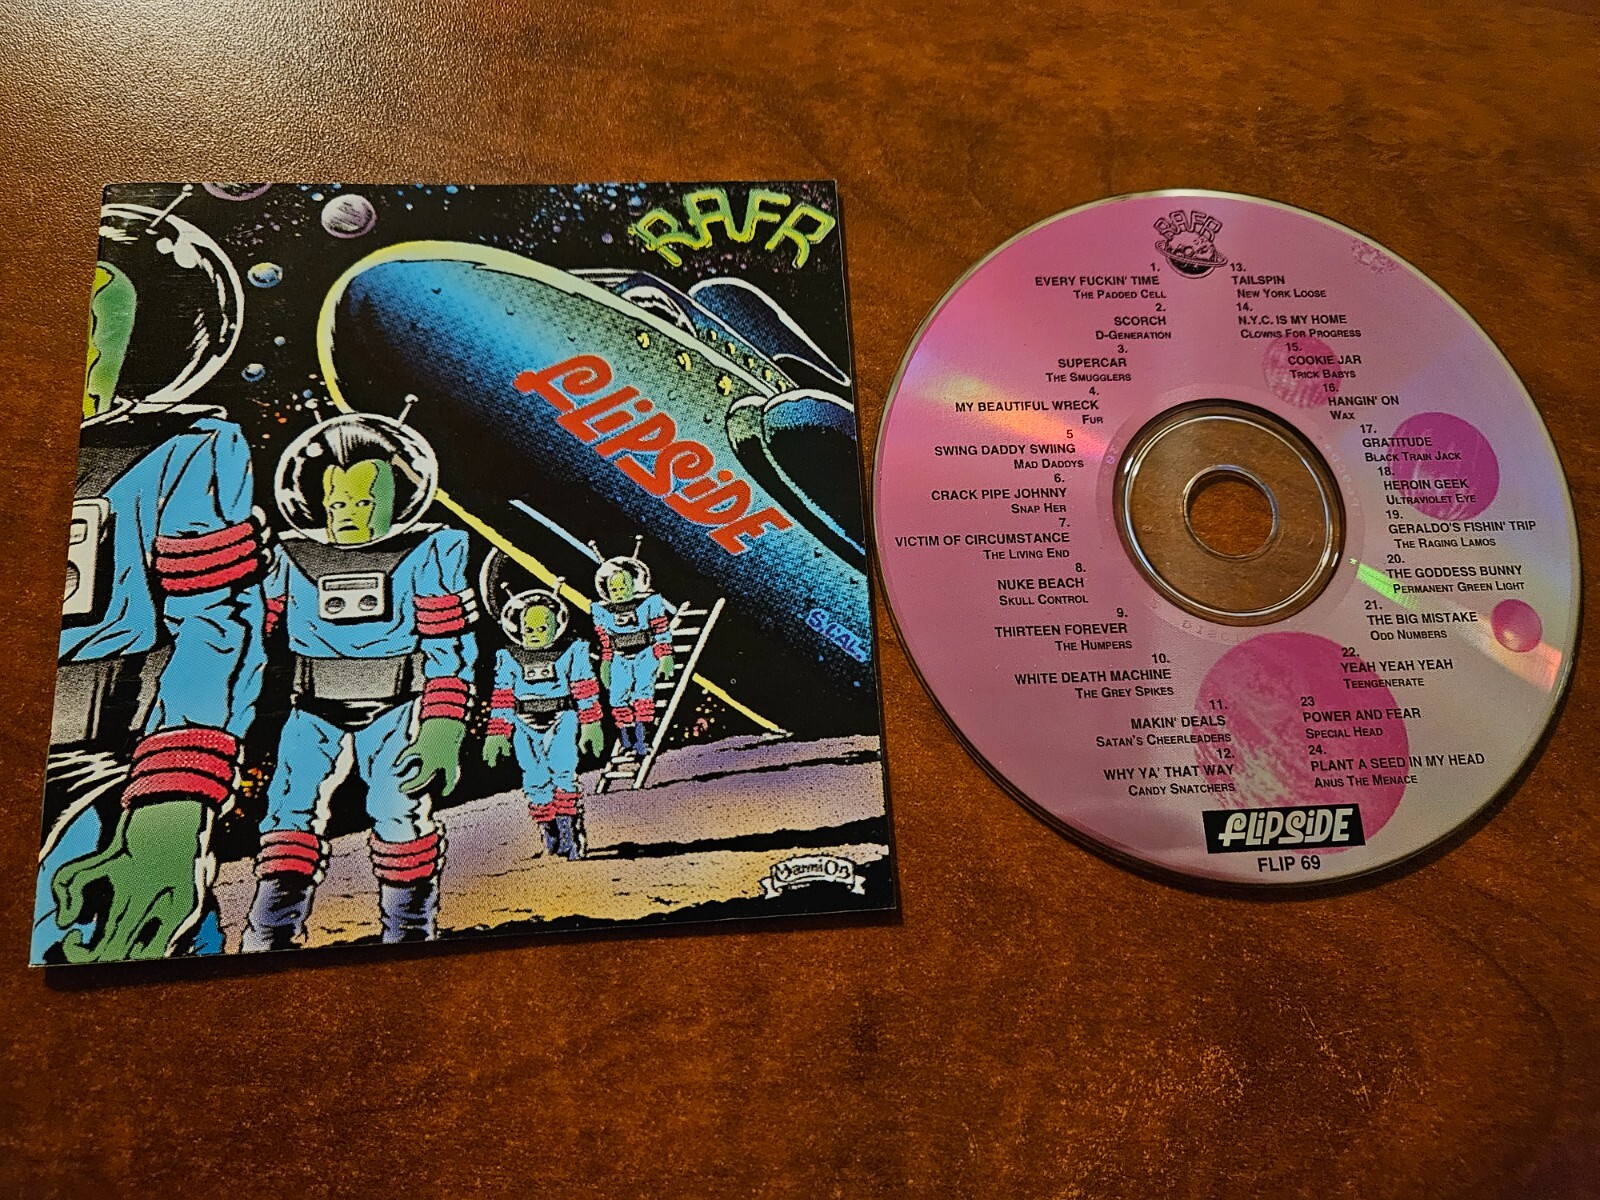 RAFR
FLIPSIDE
S.CAL
MarmiOn
RAFR
1.
EVERY FUCKIN' TIME
THE PADDED CELL
2.
SCORCH
D-GENERATION
3.
SUPERCAR
THE SMUGGLERS
4.
MY BEAUTIFUL WRECK
FUR
5
SWING DADDY SWIING
MAD DADDYS
6.
CRACK PIPE JOHNNY
SNAP HER
7.
VICTIM OF CIRCUMSTANCE
THE LIVING END
8.
NUKE BEACH
SKULL CONTROL
9.
THIRTEEN FOREVER
THE HUMPERS
10.
WHITE DEATH MACHINE
THE GREY SPIKES
11.
MAKIN' DEALS
SATAN'S CHEERLEADERS
12.
WHY YA' THAT WAY
CANDY SNATCHERS
13.
TAILSPIN
NEW YORK LOOSE
14.
N.Y.C. IS MY HOME
CLOWNS FOR PROGRESS
15.
COOKIE JAR
TRICK BABYS
16.
HANGIN' ON
WAX
17.
GRATITUDE
BLACK TRAIN JACK
18.
HEROIN GEEK
ULTRAVIOLET EYE
19.
GERALDO'S FISHIN' TRIP
THE RAGING LAMOS
20.
THE GODDESS BUNNY
PERMANENT GREEN LIGHT
21.
THE BIG MISTAKE
ODD NUMBERS
22.
YEAH YEAH YEAH
TEENGENERATE
23
POWER AND FEAR
SPECIAL HEAD
24.
PLANT A SEED IN MY HEAD
ANUS THE MENACE
FLIPSIDE
FLIP 69